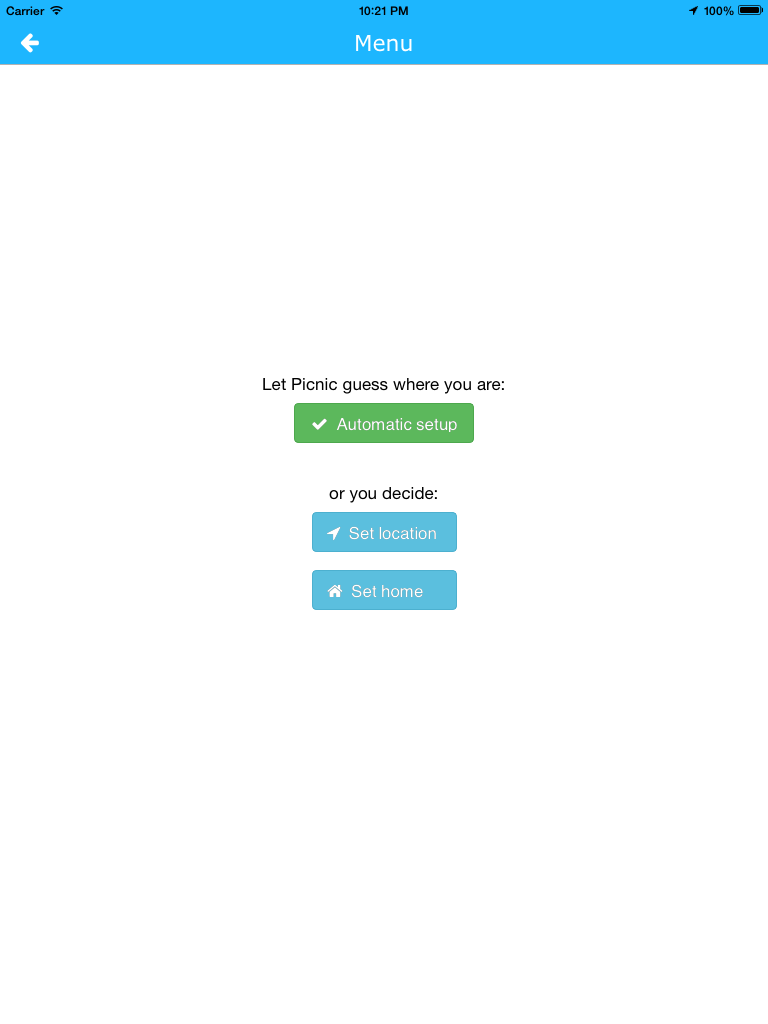 Carrier 10:21 PM 100%
Menu
Let Picnic guess where you are:
Automatic setup
or you decide:
Set location
Set home